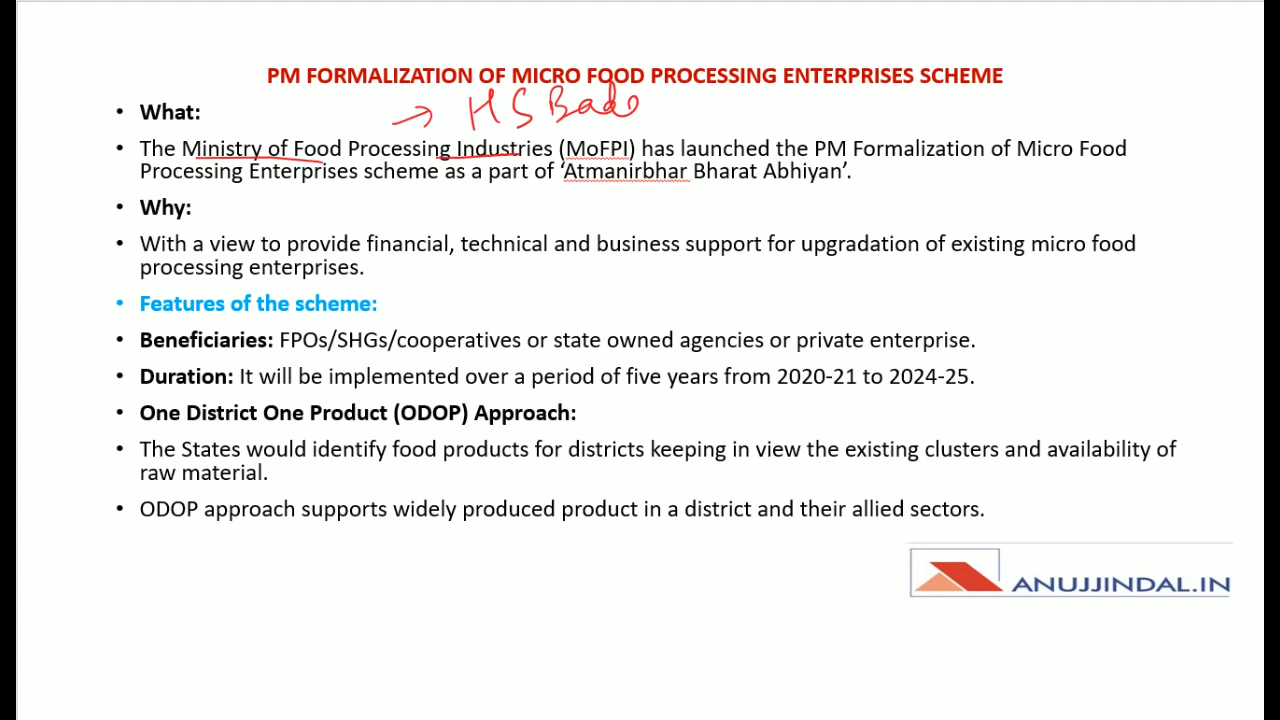 PM FORMALIZATION OF MICRO FOOD PROCESSING ENTERPRISES SCHEME
• What:
→ H S Bado
• The Ministry of Food Processing Industries (MoFPI) has launched the PM Formalization of Micro Food
Processing Enterprises scheme as a part of ‘Atmanirbhar Bharat Abhiyan’.
• Why:
• With a view to provide financial, technical and business support for upgradation of existing micro food
processing enterprises.
• Features of the scheme:
• Beneficiaries: FPOs/SHGs/cooperatives or state owned agencies or private enterprise.
• Duration: It will be implemented over a period of five years from 2020-21 to 2024-25.
• One District One Product (ODOP) Approach:
• The States would identify food products for districts keeping in view the existing clusters and availability of
raw material.
• ODOP approach supports widely produced product in a district and their allied sectors.
ANUJJINDAL.IN